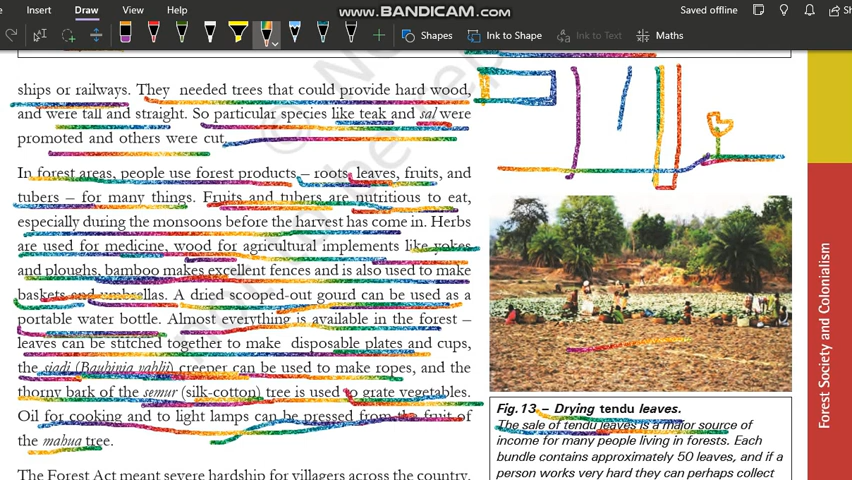 WWW.BANDICAM.COM
Saved offline
Insert
Draw
View
Help
Shapes
Ink to Shape
Ink to Text
Maths
ships or railways. They needed trees that could provide hard wood,
and were tall and straight. So particular species like teak and sal were
promoted and others were cut.
In forest areas, people use forest products – roots, leaves, fruits, and
tubers – for many things. Fruits and tubers are nutritious to eat,
especially during the monsoons before the harvest has come in. Herbs
are used for medicine, wood for agricultural implements like yokes
and ploughs, bamboo makes excellent fences and is also used to make
baskets and umbrellas. A dried scooped-out gourd can be used as a
portable water bottle. Almost everything is available in the forest –
leaves can be stitched together to make disposable plates and cups,
the siadi (Bauhinia vahlii) creeper can be used to make ropes, and the
thorny bark of the semur (silk-cotton) tree is used to grate vegetables.
Oil for cooking and to light lamps can be pressed from the fruit of
the mahua tree.
The Forest Act meant severe hardship for villagers across the country.
Fig.13 – Drying tendu leaves.
The sale of tendu leaves is a major source of
income for many people living in forests. Each
bundle contains approximately 50 leaves, and if a
person works very hard they can perhaps collect
Forest Society and Colonialism